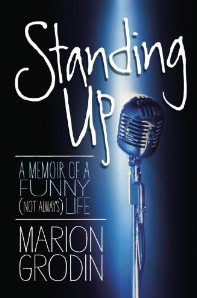 Standing
Up
A MEMOIR OF A
FUNNY
(NOT ALWAYS) LIFE
MARION
GRODIN